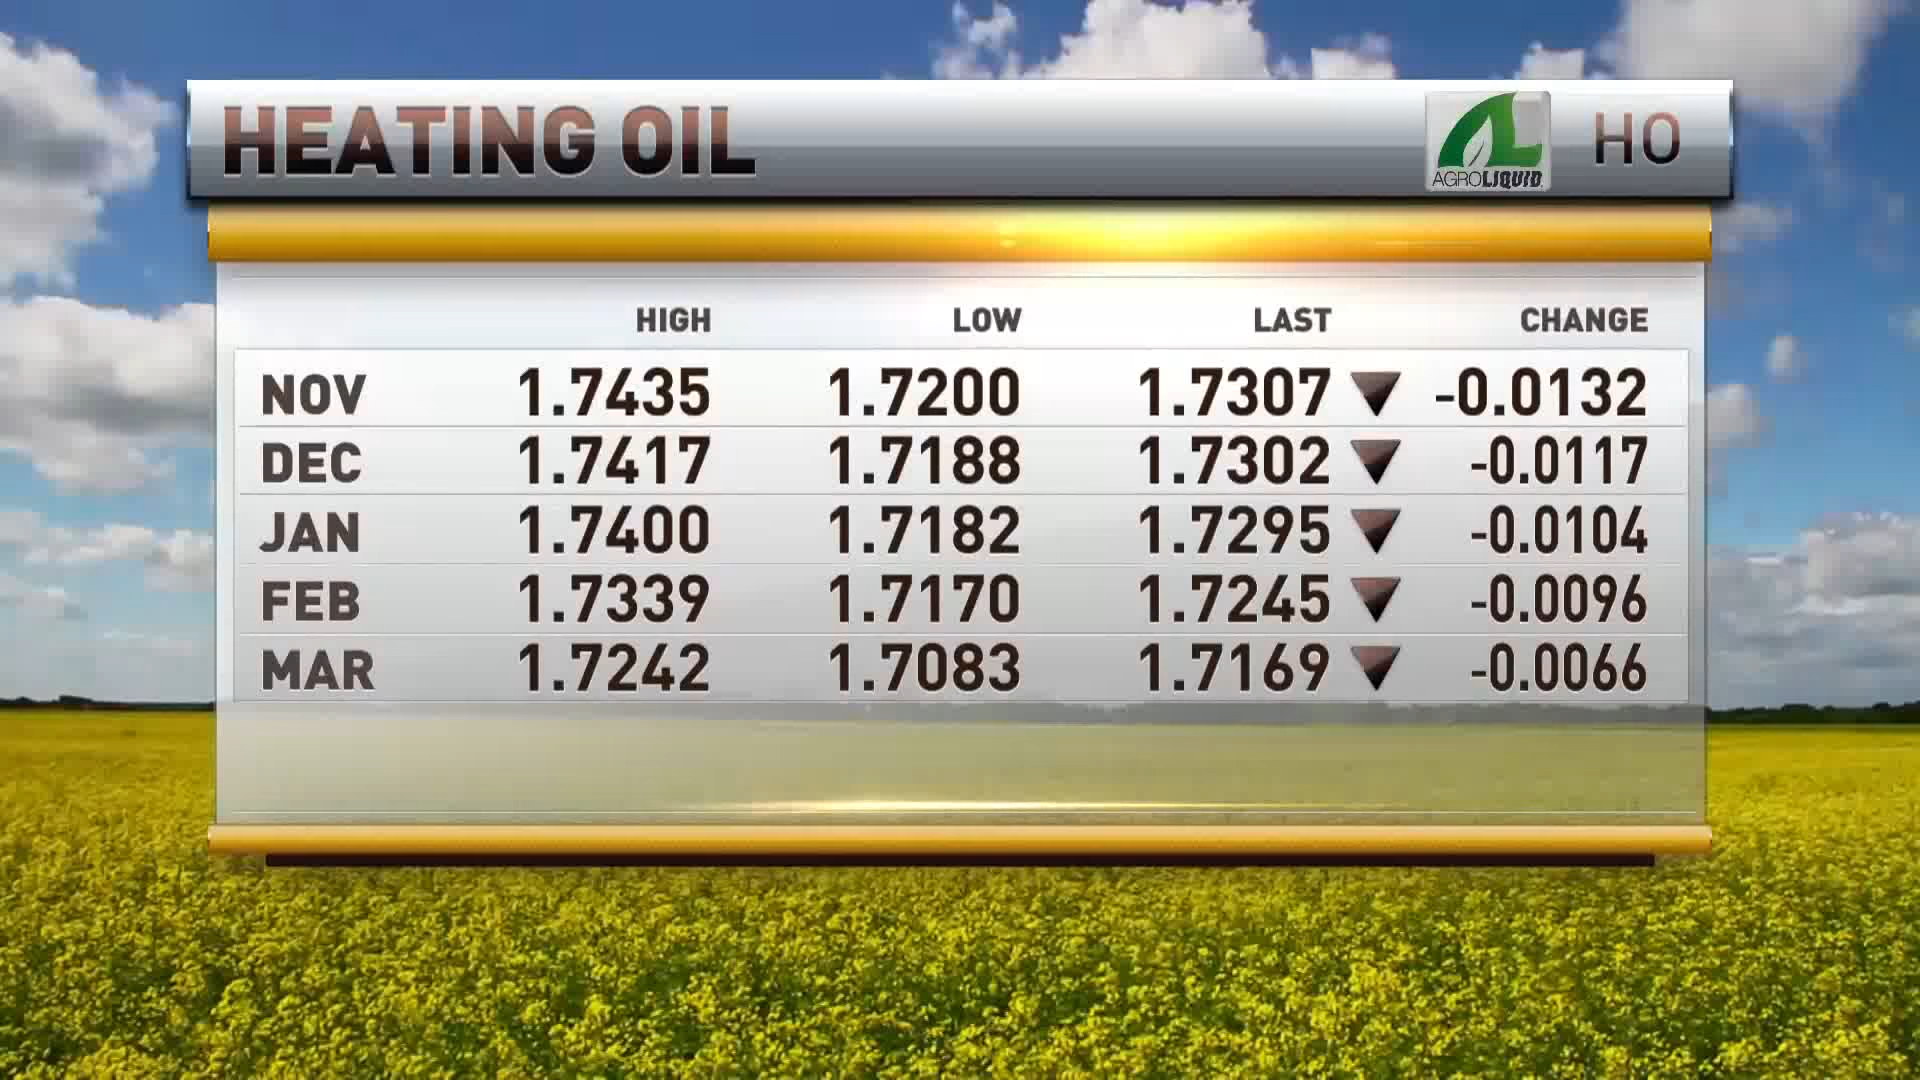 HEATING OIL AGROLIQUID HO
HIGH LOW LAST CHANGE
NOV 1.7435 1.7200 1.7307 ▼ -0.0132
DEC 1.7417 1.7188 1.7302 ▼ -0.0117
JAN 1.7400 1.7182 1.7295 ▼ -0.0104
FEB 1.7339 1.7170 1.7245 ▼ -0.0096
MAR 1.7242 1.7083 1.7169 ▼ -0.0066